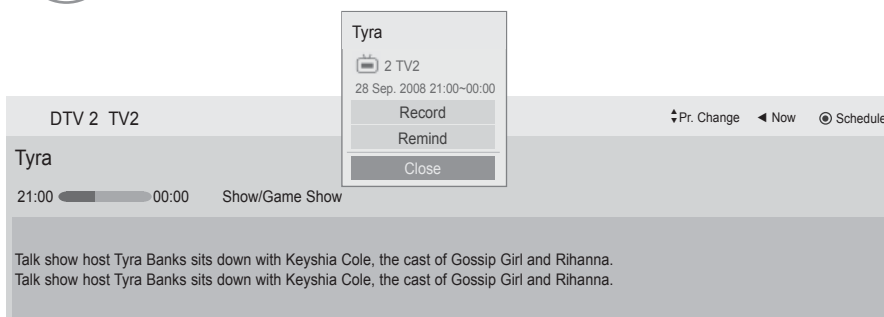 Tyra
2 TV2
28 Sep. 2008 21:00~00:00
Record
Remind
Close
DTV 2 TV2
Pr. Change ◀ Now ◉ Schedule
Tyra
21:00 00:00 Show/Game Show
Talk show host Tyra Banks sits down with Keyshia Cole, the cast of Gossip Girl and Rihanna.
Talk show host Tyra Banks sits down with Keyshia Cole, the cast of Gossip Girl and Rihanna.